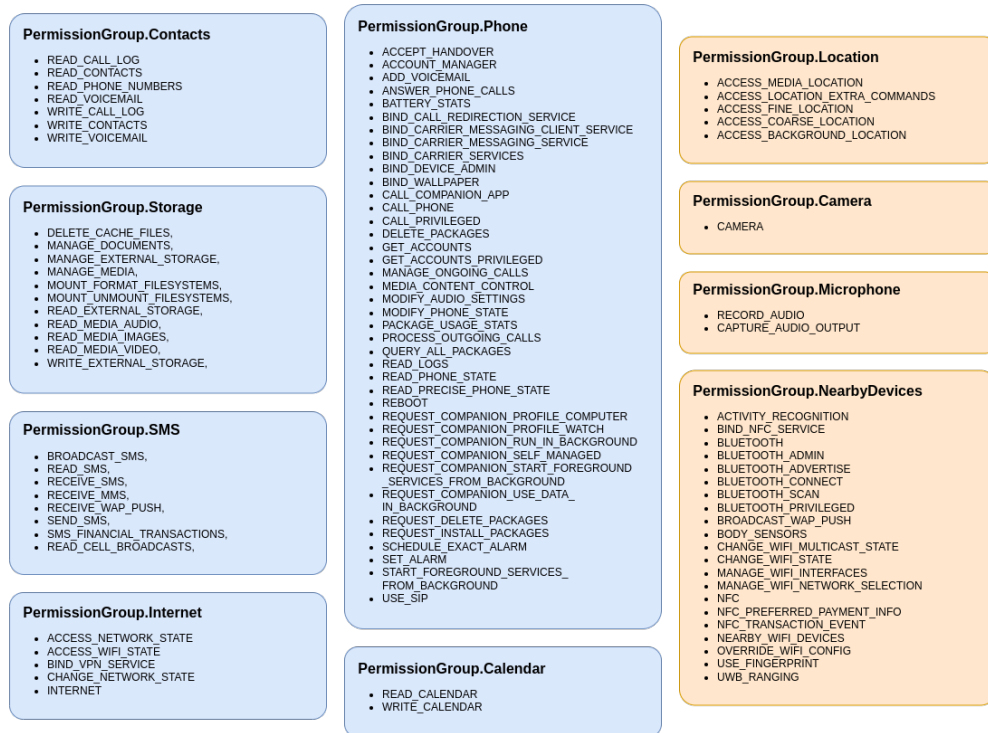 PermissionGroup.Contacts
READ_CALL_LOG
READ_CONTACTS
READ_PHONE_NUMBERS
READ_VOICEMAIL
WRITE_CALL_LOG
WRITE_CONTACTS
WRITE_VOICEMAIL
PermissionGroup.Storage
DELETE_CACHE_FILES,
MANAGE_DOCUMENTS,
MANAGE_EXTERNAL_STORAGE,
MANAGE_MEDIA,
MOUNT_FORMAT_FILESYSTEMS,
MOUNT_UNMOUNT_FILESYSTEMS,
READ_EXTERNAL_STORAGE,
READ_MEDIA_AUDIO,
READ_MEDIA_IMAGES,
READ_MEDIA_VIDEO,
WRITE_EXTERNAL_STORAGE,
PermissionGroup.SMS
BROADCAST_SMS,
READ_SMS,
RECEIVE_SMS,
RECEIVE_MMS,
RECEIVE_WAP_PUSH,
SEND_SMS,
SMS_FINANCIAL_TRANSACTIONS,
READ_CELL_BROADCASTS,
PermissionGroup.Internet
ACCESS_NETWORK_STATE
ACCESS_WIFI_STATE
BIND_VPN_SERVICE
CHANGE_NETWORK_STATE
INTERNET
PermissionGroup.Phone
ACCEPT_HANDOVER
ACCOUNT_MANAGER
ADD_VOICEMAIL
ANSWER_PHONE_CALLS
BATTERY_STATS
BIND_CALL_REDIRECTION_SERVICE
BIND_CARRIER_MESSAGING_CLIENT_SERVICE
BIND_CARRIER_MESSAGING_SERVICE
BIND_CARRIER_SERVICES
BIND_DEVICE_ADMIN
BIND_WALLPAPER
CALL_COMPANION_APP
CALL_PHONE
CALL_PRIVILEGED
DELETE_PACKAGES
GET_ACCOUNTS
GET_ACCOUNTS_PRIVILEGED
MANAGE_ONGOING_CALLS
MEDIA_CONTENT_CONTROL
MODIFY_AUDIO_SETTINGS
MODIFY_PHONE_STATE
PACKAGE_USAGE_STATS
PROCESS_OUTGOING_CALLS
QUERY_ALL_PACKAGES
READ_LOGS
READ_PHONE_STATE
READ_PRECISE_PHONE_STATE
REBOOT
REQUEST_COMPANION_PROFILE_COMPUTER
REQUEST_COMPANION_PROFILE_WATCH
REQUEST_COMPANION_RUN_IN_BACKGROUND
REQUEST_COMPANION_SELF_MANAGED
REQUEST_COMPANION_START_FOREGROUND
_SERVICES_FROM_BACKGROUND
REQUEST_COMPANION_USE_DATA_
IN_BACKGROUND
REQUEST_DELETE_PACKAGES
REQUEST_INSTALL_PACKAGES
SCHEDULE_EXACT_ALARM
SET_ALARM
START_FOREGROUND_SERVICES_
FROM_BACKGROUND
USE_SIP
PermissionGroup.Calendar
READ_CALENDAR
WRITE_CALENDAR
PermissionGroup.Location
ACCESS_MEDIA_LOCATION
ACCESS_LOCATION_EXTRA_COMMANDS
ACCESS_FINE_LOCATION
ACCESS_COARSE_LOCATION
ACCESS_BACKGROUND_LOCATION
PermissionGroup.Camera
CAMERA
PermissionGroup.Microphone
RECORD_AUDIO
CAPTURE_AUDIO_OUTPUT
PermissionGroup.NearbyDevices
ACTIVITY_RECOGNITION
BIND_NFC_SERVICE
BLUETOOTH
BLUETOOTH_ADMIN
BLUETOOTH_ADVERTISE
BLUETOOTH_CONNECT
BLUETOOTH_SCAN
BLUETOOTH_PRIVILEGED
BROADCAST_WAP_PUSH
BODY_SENSORS
CHANGE_WIFI_MULTICAST_STATE
CHANGE_WIFI_STATE
MANAGE_WIFI_INTERFACES
MANAGE_WIFI_NETWORK_SELECTION
NFC
NFC_PREFERRED_PAYMENT_INFO
NFC_TRANSACTION_EVENT
NEARBY_WIFI_DEVICES
OVERRIDE_WIFI_CONFIG
USE_FINGERPRINT
UWB_RANGING